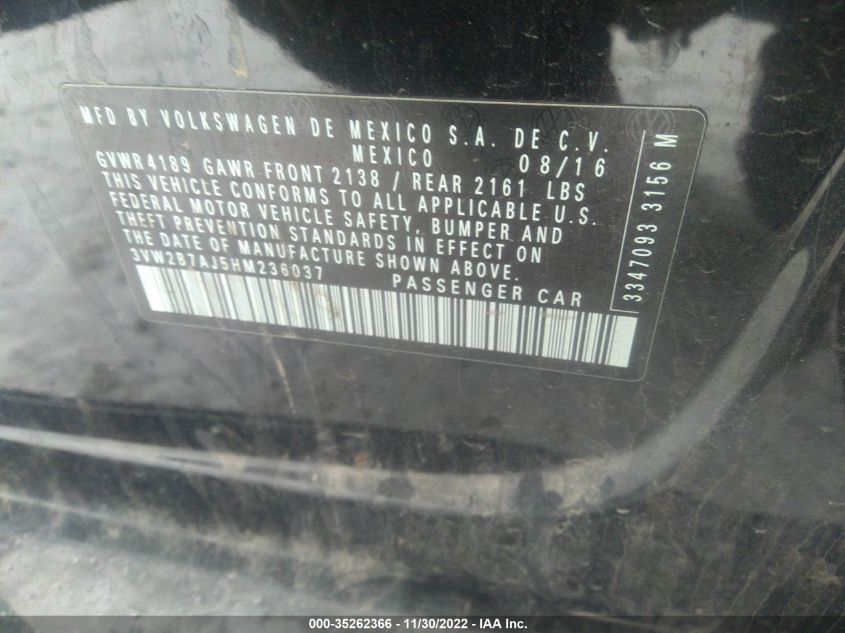 MFD BY VOLKSWAGEN DE MEXICO S.A. DE C.V.
MEXICO 08/16
GVWR 4189 GAWR FRONT 2138 / REAR 2161 LBS
THIS VEHICLE CONFORMS TO ALL APPLICABLE U.S.
FEDERAL MOTOR VEHICLE SAFETY, BUMPER AND
THEFT PREVENTION STANDARDS IN EFFECT ON
THE DATE OF MANUFACTURE SHOWN ABOVE.
3VW2B7AJ5HM236037
PASSENGER CAR
3347093 3156 M
000-35262366 - 11/30/2022 - IAA Inc.